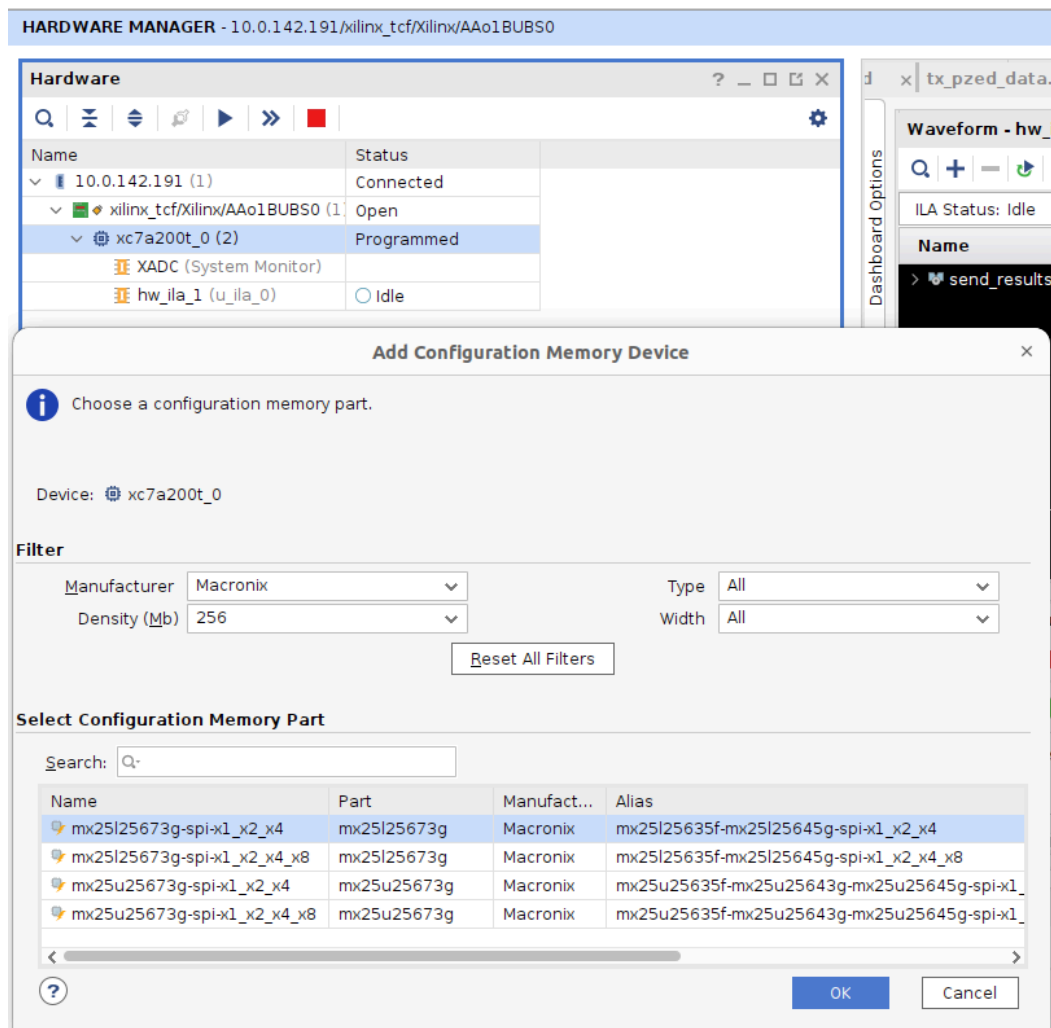 HARDWARE MANAGER - 10.0.142.191/xilinx_tcf/Xilinx/AAo1BUBS0
Hardware
Name Status
10.0.142.191 (1) Connected
xilinx_tcf/Xilinx/AAo1BUBS0 (1 Open
xc7a200t_0 (2) Programmed
XADC (System Monitor)
hw_ila_1 (u_ila_0) Idle
d tx_pzed_data.
Dashboard Options
Waveform - hw_
ILA Status: Idle
Name
send_results
Add Configuration Memory Device
Choose a configuration memory part.
Device: xc7a200t_0
Filter
Manufacturer Macronix Type All
Density (Mb) 256 Width All
Reset All Filters
Select Configuration Memory Part
Search:
Name Part Manufact... Alias
mx25l25673g-spi-x1_x2_x4 mx25l25673g Macronix mx25l25635f-mx25l25645g-spi-x1_x2_x4
mx25l25673g-spi-x1_x2_x4_x8 mx25l25673g Macronix mx25l25635f-mx25l25645g-spi-x1_x2_x4_x8
mx25u25673g-spi-x1_x2_x4 mx25u25673g Macronix mx25u25635f-mx25u25643g-mx25u25645g-spi-x1_
mx25u25673g-spi-x1_x2_x4_x8 mx25u25673g Macronix mx25u25635f-mx25u25643g-mx25u25645g-spi-x1_
OK Cancel